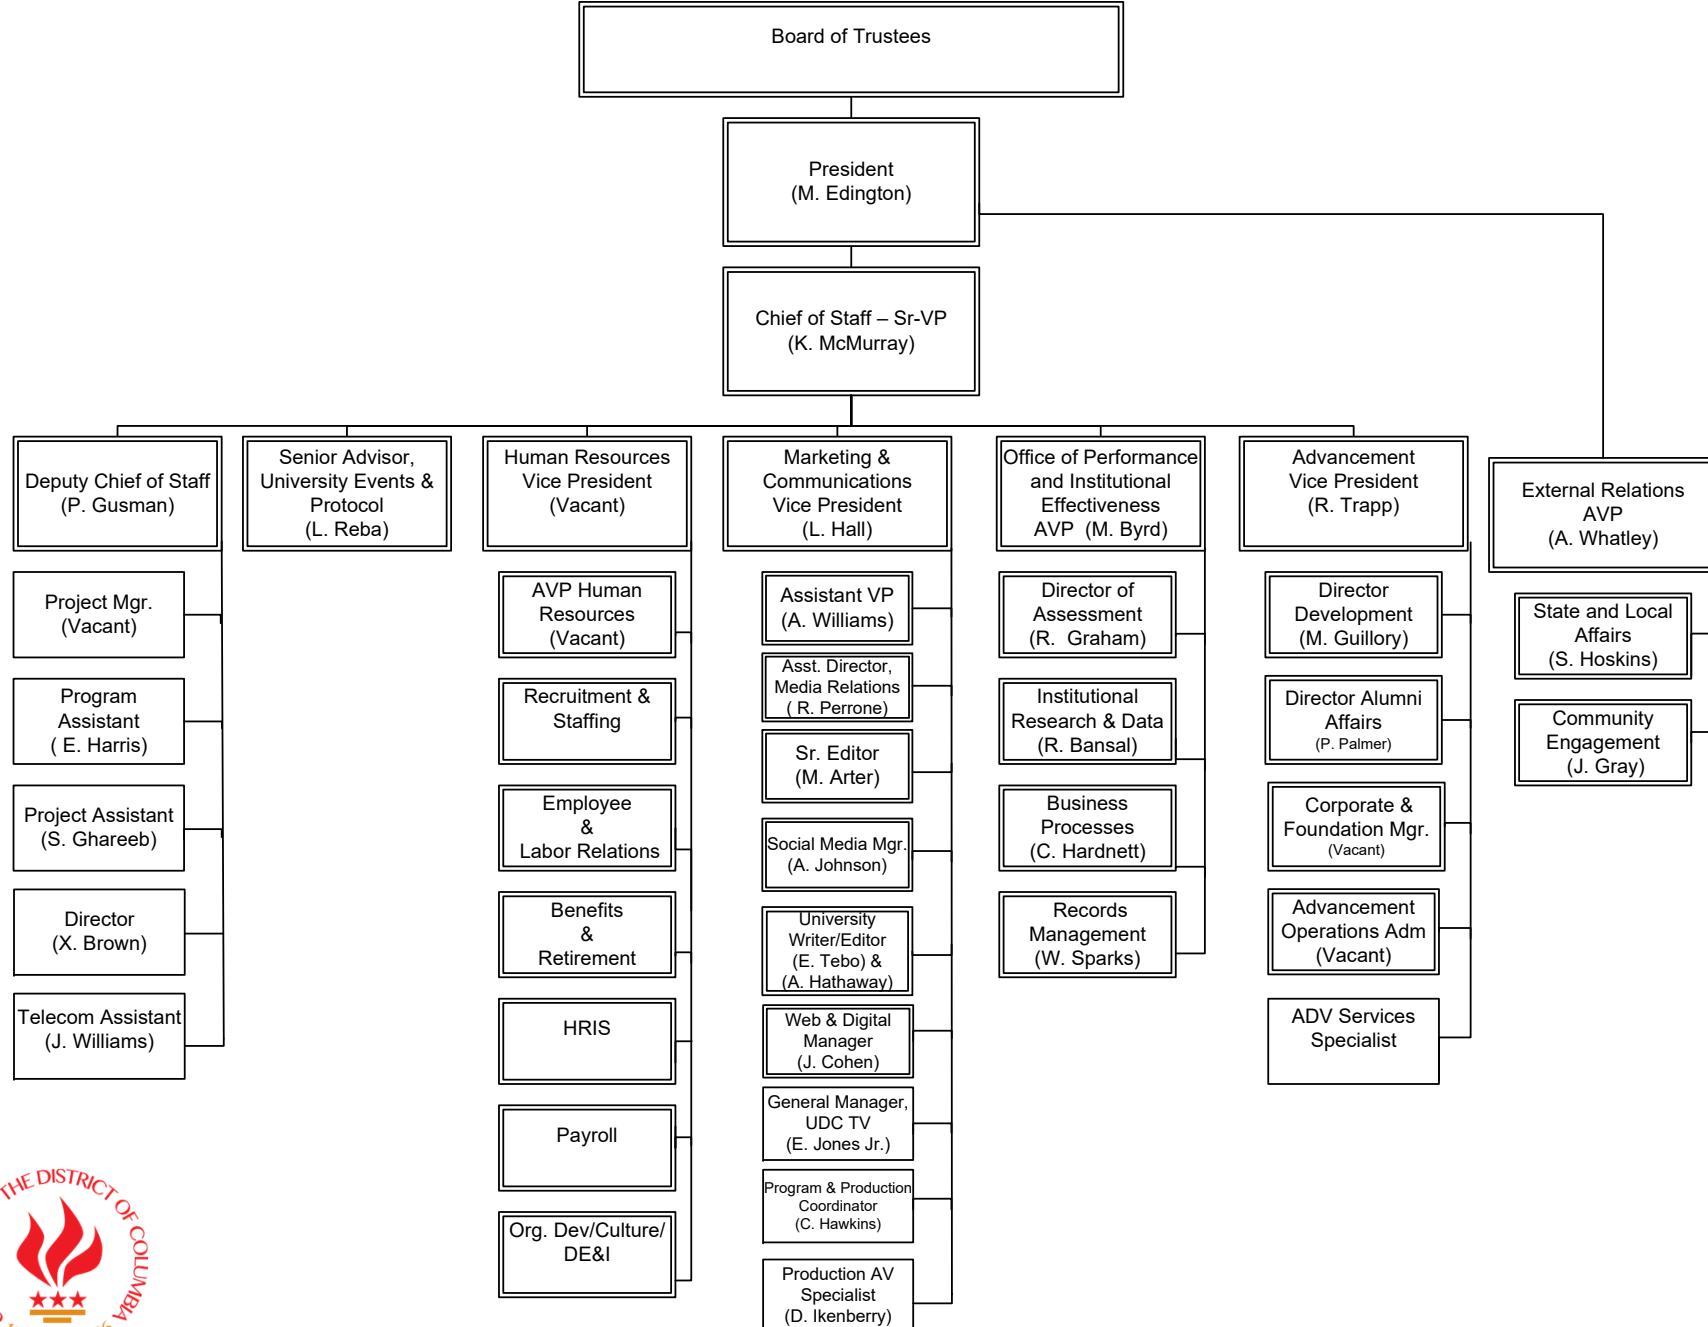 Board of Trustees
President
(M. Edington)
Chief of Staff – Sr-VP
(K. McMurray)
Deputy Chief of Staff
(P. Gusman)
Project Mgr.
(Vacant)
Program
Assistant
( E. Harris)
Project Assistant
(S. Ghareeb)
Director
(X. Brown)
Telecom Assistant
(J. Williams)
Senior Advisor,
University Events &
Protocol
(L. Reba)
Human Resources
Vice President
(Vacant)
AVP Human
Resources
(Vacant)
Recruitment &
Staffing
Employee
&
Labor Relations
Benefits
&
Retirement
HRIS
Payroll
Org. Dev/Culture/
DE&I
Marketing &
Communications
Vice President
(L. Hall)
Assistant VP
(A. Williams)
Asst. Director,
Media Relations
( R. Perrone)
Sr. Editor
(M. Arter)
Social Media Mgr.
(A. Johnson)
University
Writer/Editor
(E. Tebo) &
(A. Hathaway)
Web & Digital
Manager
(J. Cohen)
General Manager,
UDC TV
(E. Jones Jr.)
Program & Production
Coordinator
(C. Hawkins)
Production AV
Specialist
(D. Ikenberry)
Office of Performance
and Institutional
Effectiveness
AVP  (M. Byrd)
Director of
Assessment
(R.  Graham)
Institutional
Research & Data
(R. Bansal)
Business
Processes
(C. Hardnett)
Records
Management
(W. Sparks)
Advancement
Vice President
(R. Trapp)
Director
Development
(M. Guillory)
Director Alumni
Affairs
(P. Palmer)
Corporate &
Foundation Mgr.
(Vacant)
Advancement
Operations Adm
(Vacant)
ADV Services
Specialist
External Relations
AVP
(A. Whatley)
State and Local
Affairs
(S. Hoskins)
Community
Engagement
(J. Gray)
THE DISTRICT OF COLUMBIA